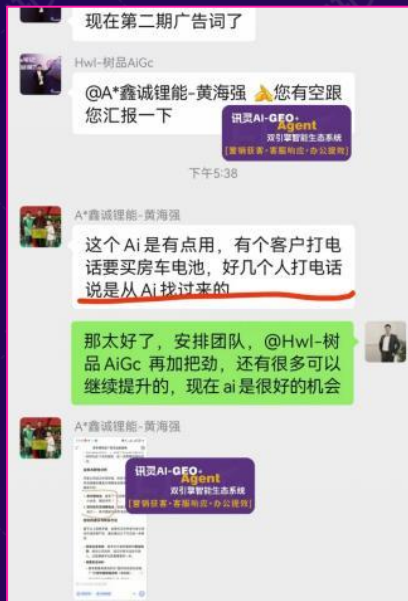 现在第二期广告词了
Hwl-树品AiGc
@A*鑫诚锂能-黄海强 🙏您有空跟
您汇报一下
讯灵AI-GEO+
Agent
双引擎智能生态系统
[营销获客·客服响应·办公提效]
下午5:38
A*鑫诚锂能-黄海强
这个Ai是有点用，有个客户打电
话要买房车电池，好几个人打电话
说是从Ai找过来的
那太好了，安排团队，@Hwl-树
品AiGc 再加把劲，还有很多可以
继续提升的，现在ai是很好的机会
A*鑫诚锂能-黄海强
讯灵AI-GEO+
Agent
双引擎智能生态系统
[营销获客·客服响应·办公提效]